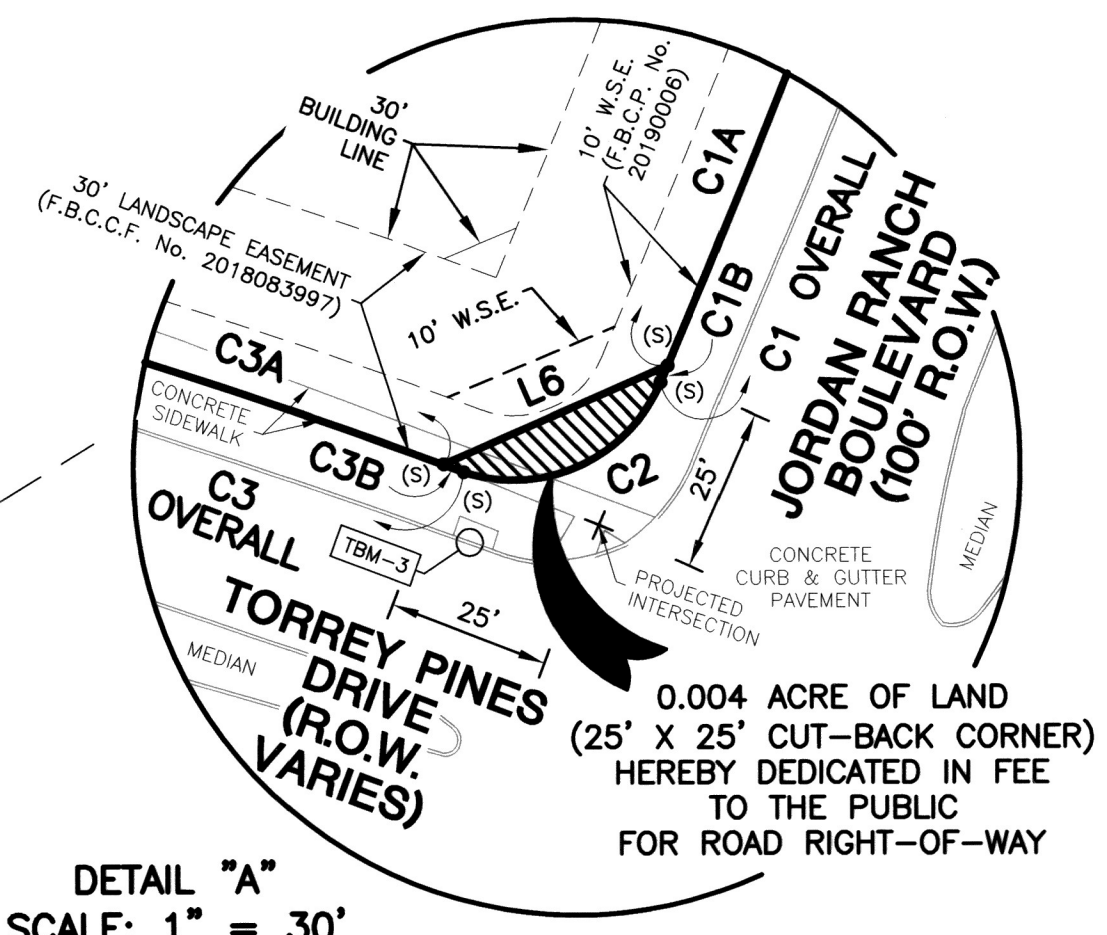 30'
BUILDING
LINE
10' W.S.E.
(F.B.C.P. No.
20190006)
C1A
30' LANDSCAPE EASEMENT
(F.B.C.C.F. No. 2018083997)
C1B
C1 OVERALL
JORDAN RANCH
BOULEVARD
(100' R.O.W.)
10' W.S.E.
(S)
(S)
L6
C3A
CONCRETE
SIDEWALK
C3B
(S)
(S)
C2
25'
C3
OVERALL
TBM-3
MEDIAN
CONCRETE
CURB & GUTTER
PAVEMENT
PROJECTED
INTERSECTION
25'
TORREY PINES
DRIVE
(R.O.W.
VARIES)
MEDIAN
0.004 ACRE OF LAND
(25' X 25' CUT-BACK CORNER)
HEREBY DEDICATED IN FEE
TO THE PUBLIC
FOR ROAD RIGHT-OF-WAY
DETAIL "A"
SCALE: 1" = 30'